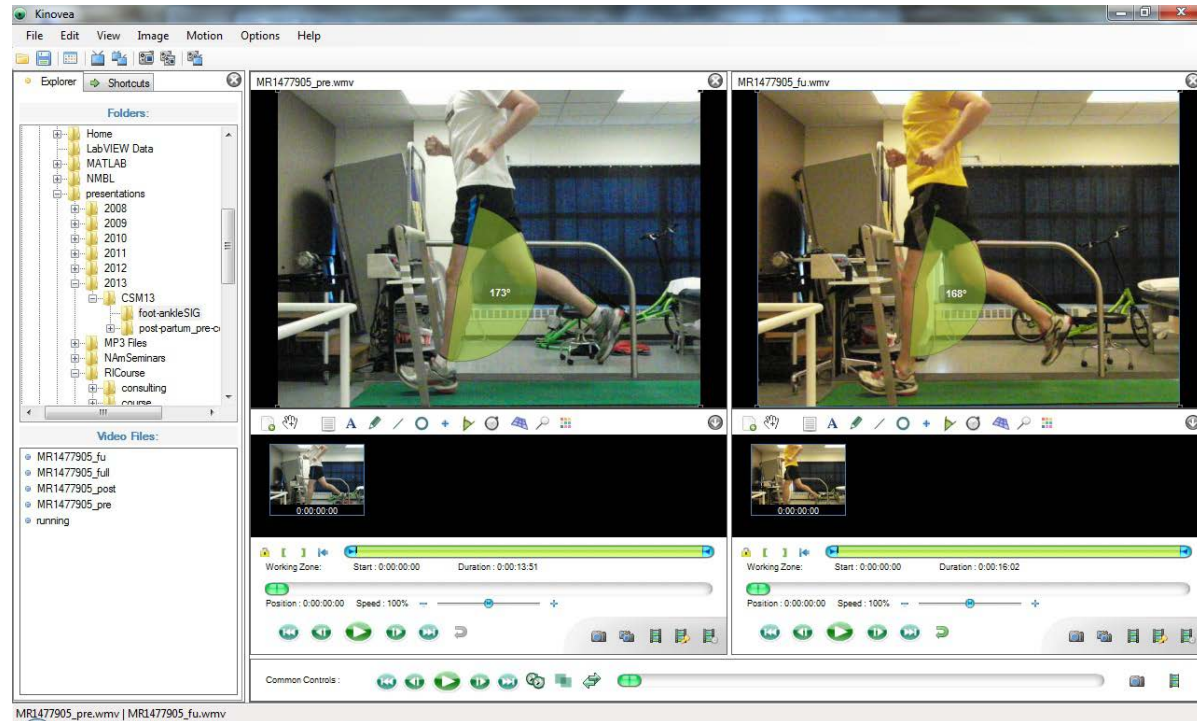 Kinovea
File Edit View Image Motion Options Help
Explorer Shortcuts
Folders:
Home
LabVIEW Data
MATLAB
NMBL
presentations
2008
2009
2010
2011
2012
2013
CSM13
foot-ankleSIG
post-partum_pre-c
MP3 Files
NAmSeminars
RICourse
consulting
course
Video Files:
MR1477905_fu
MR1477905_full
MR1477905_post
MR1477905_pre
running
MR1477905_pre.wmv
173°
A
0:00:00:00
Working Zone: Start : 0:00:00:00 Duration : 0:00:13:51
Position : 0:00:00:00 Speed : 100%
MR1477905_fu.wmv
168°
A
0:00:00:00
Working Zone: Start : 0:00:00:00 Duration : 0:00:16:02
Position : 0:00:00:00 Speed : 100%
Common Controls :
MR1477905_pre.wmv | MR1477905_fu.wmv